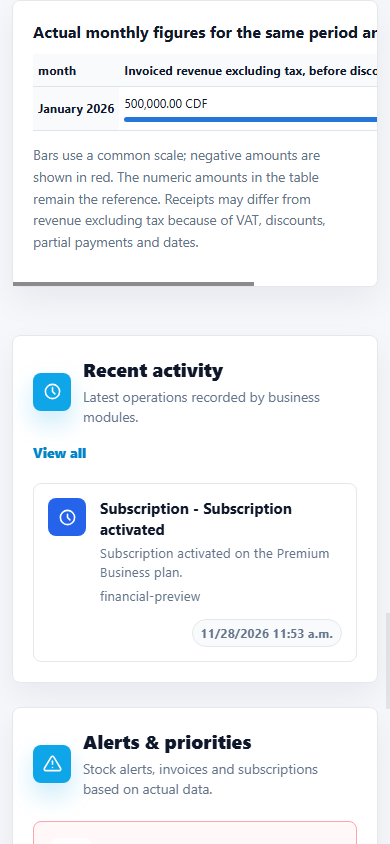 Actual monthly figures for the same period ar
month Invoiced revenue excluding tax, before disco
January 2026 500,000.00 CDF
Bars use a common scale; negative amounts are
shown in red. The numeric amounts in the table
remain the reference. Receipts may differ from
revenue excluding tax because of VAT, discounts,
partial payments and dates.
Recent activity
Latest operations recorded by business
modules.
View all
Subscription - Subscription
activated
Subscription activated on the Premium
Business plan.
financial-preview
11/28/2026 11:53 a.m.
Alerts & priorities
Stock alerts, invoices and subscriptions
based on actual data.